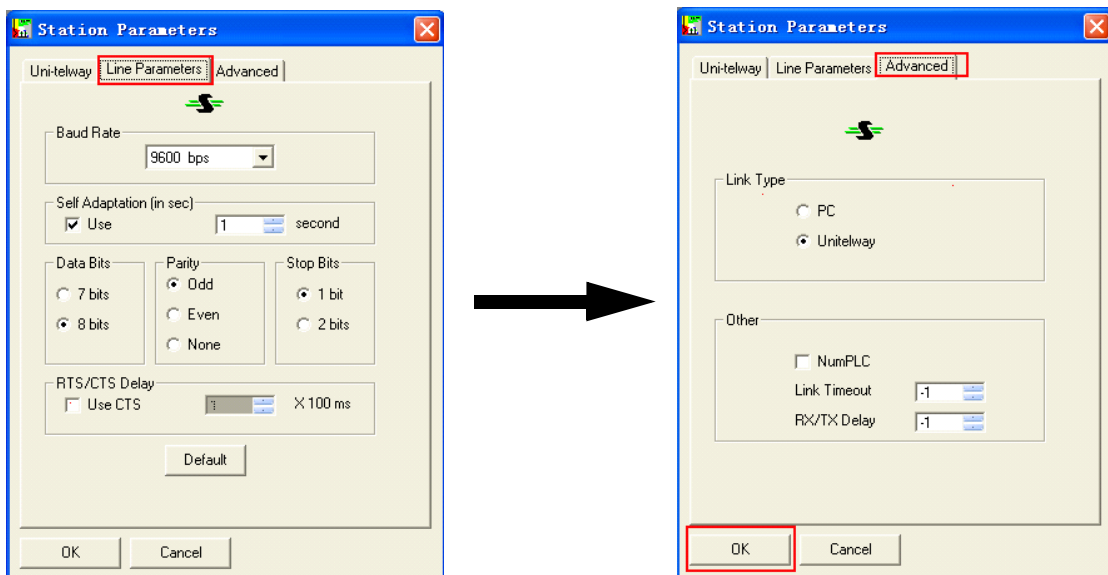 Station Parameters
Uni-telway Line Parameters Advanced
Baud Rate
9600 bps
Self Adaptation (in sec)
Use 1 second
Data Bits Parity Stop Bits
7 bits Odd 1 bit
8 bits Even 2 bits
None
RTS/CTS Delay
Use CTS 1 X 100 ms
Default
OK Cancel
Station Parameters
Uni-telway Line Parameters Advanced
Link Type
PC
Unitelway
Other
NumPLC
Link Timeout -1
RX/TX Delay -1
OK Cancel